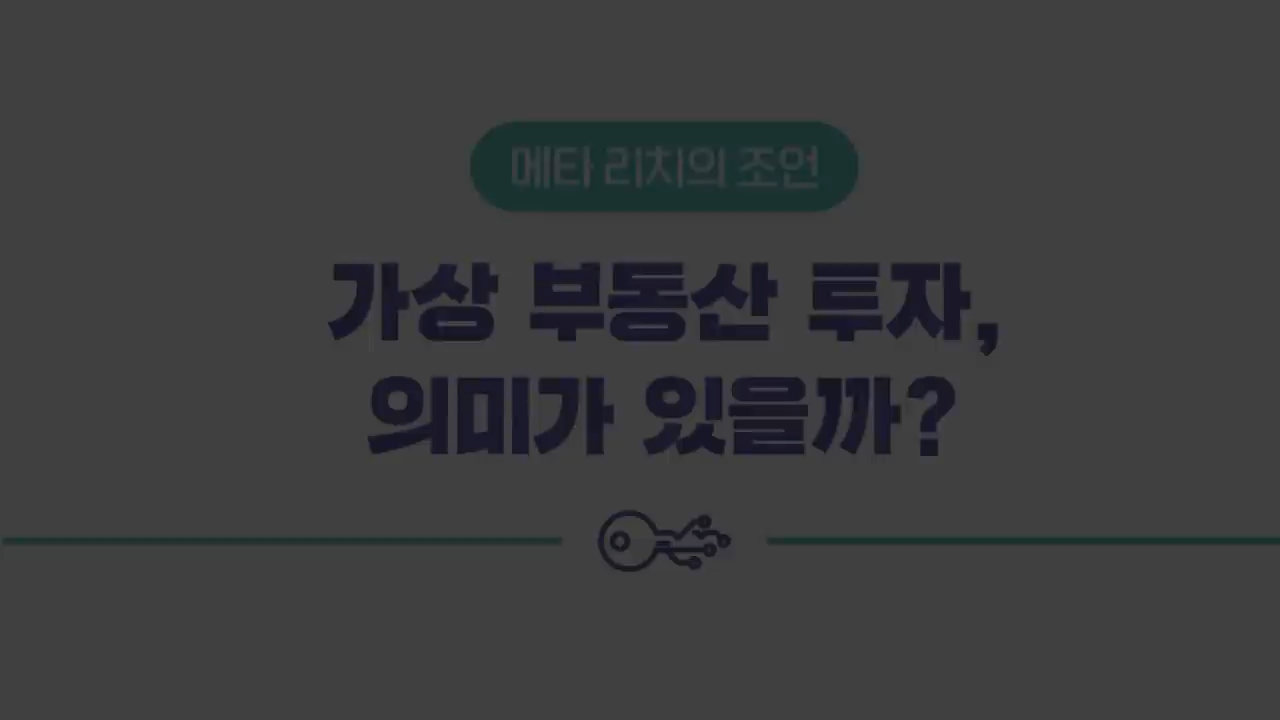 메타 리치의 조언
가상 부동산 투자,
의미가 있을까?